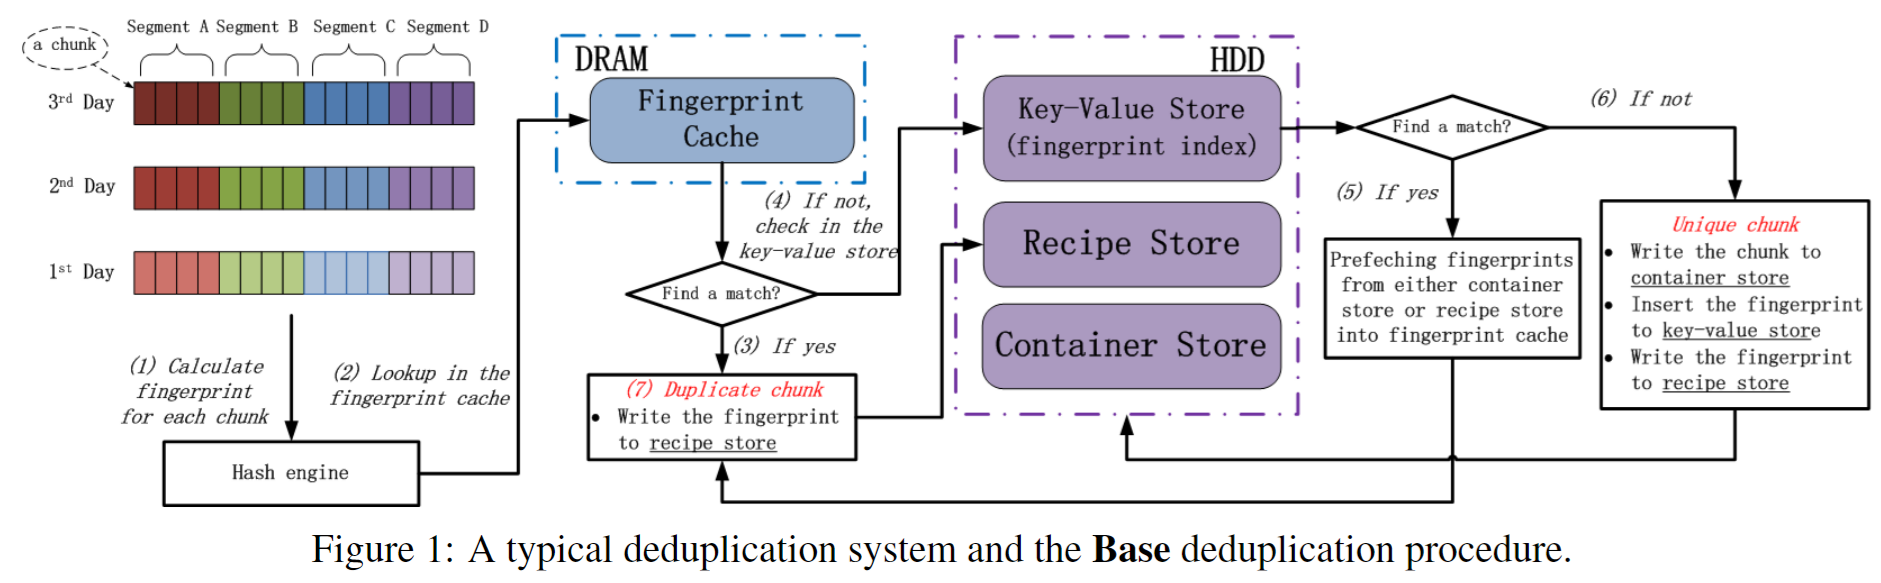 Segment A Segment B Segment C Segment D
a chunk
3rd Day
2nd Day
1st Day
(1) Calculate
fingerprint
for each chunk
Hash engine
(2) Lookup in the
fingerprint cache
DRAM
Fingerprint
Cache
(4) If not,
check in the
key-value store
Find a match?
(3) If yes
(7) Duplicate chunk
• Write the fingerprint
to recipe store
HDD
Key-Value Store
(fingerprint index)
Recipe Store
Container Store
Find a match?
(6) If not
(5) If yes
Prefeching fingerprints
from either container
store or recipe store
into fingerprint cache
Unique chunk
• Write the chunk to
container store
• Insert the fingerprint
to key-value store
• Write the fingerprint
to recipe store
Figure 1: A typical deduplication system and the Base deduplication procedure.